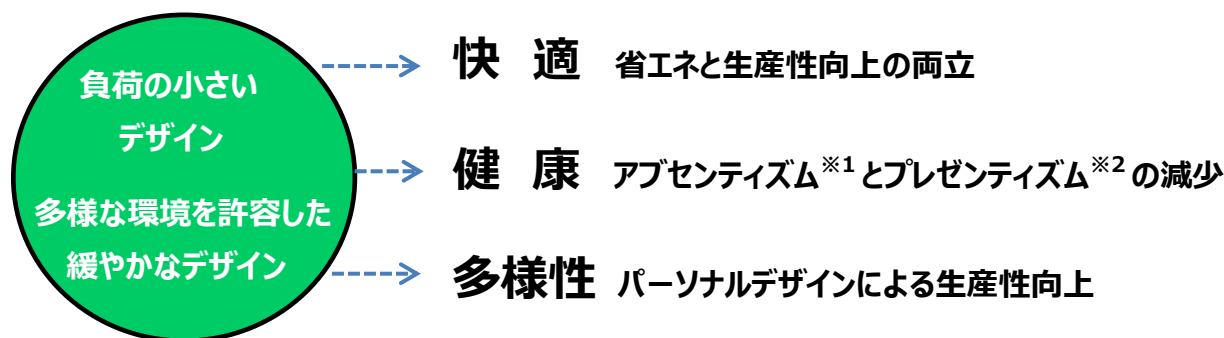 負荷の小さい
デザイン
多様な環境を許容した
緩やかなデザイン
快 適 省エネと生産性向上の両立
健 康 アブセンティズム※1とプレゼンティズム※2の減少
多様性 パーソナルデザインによる生産性向上